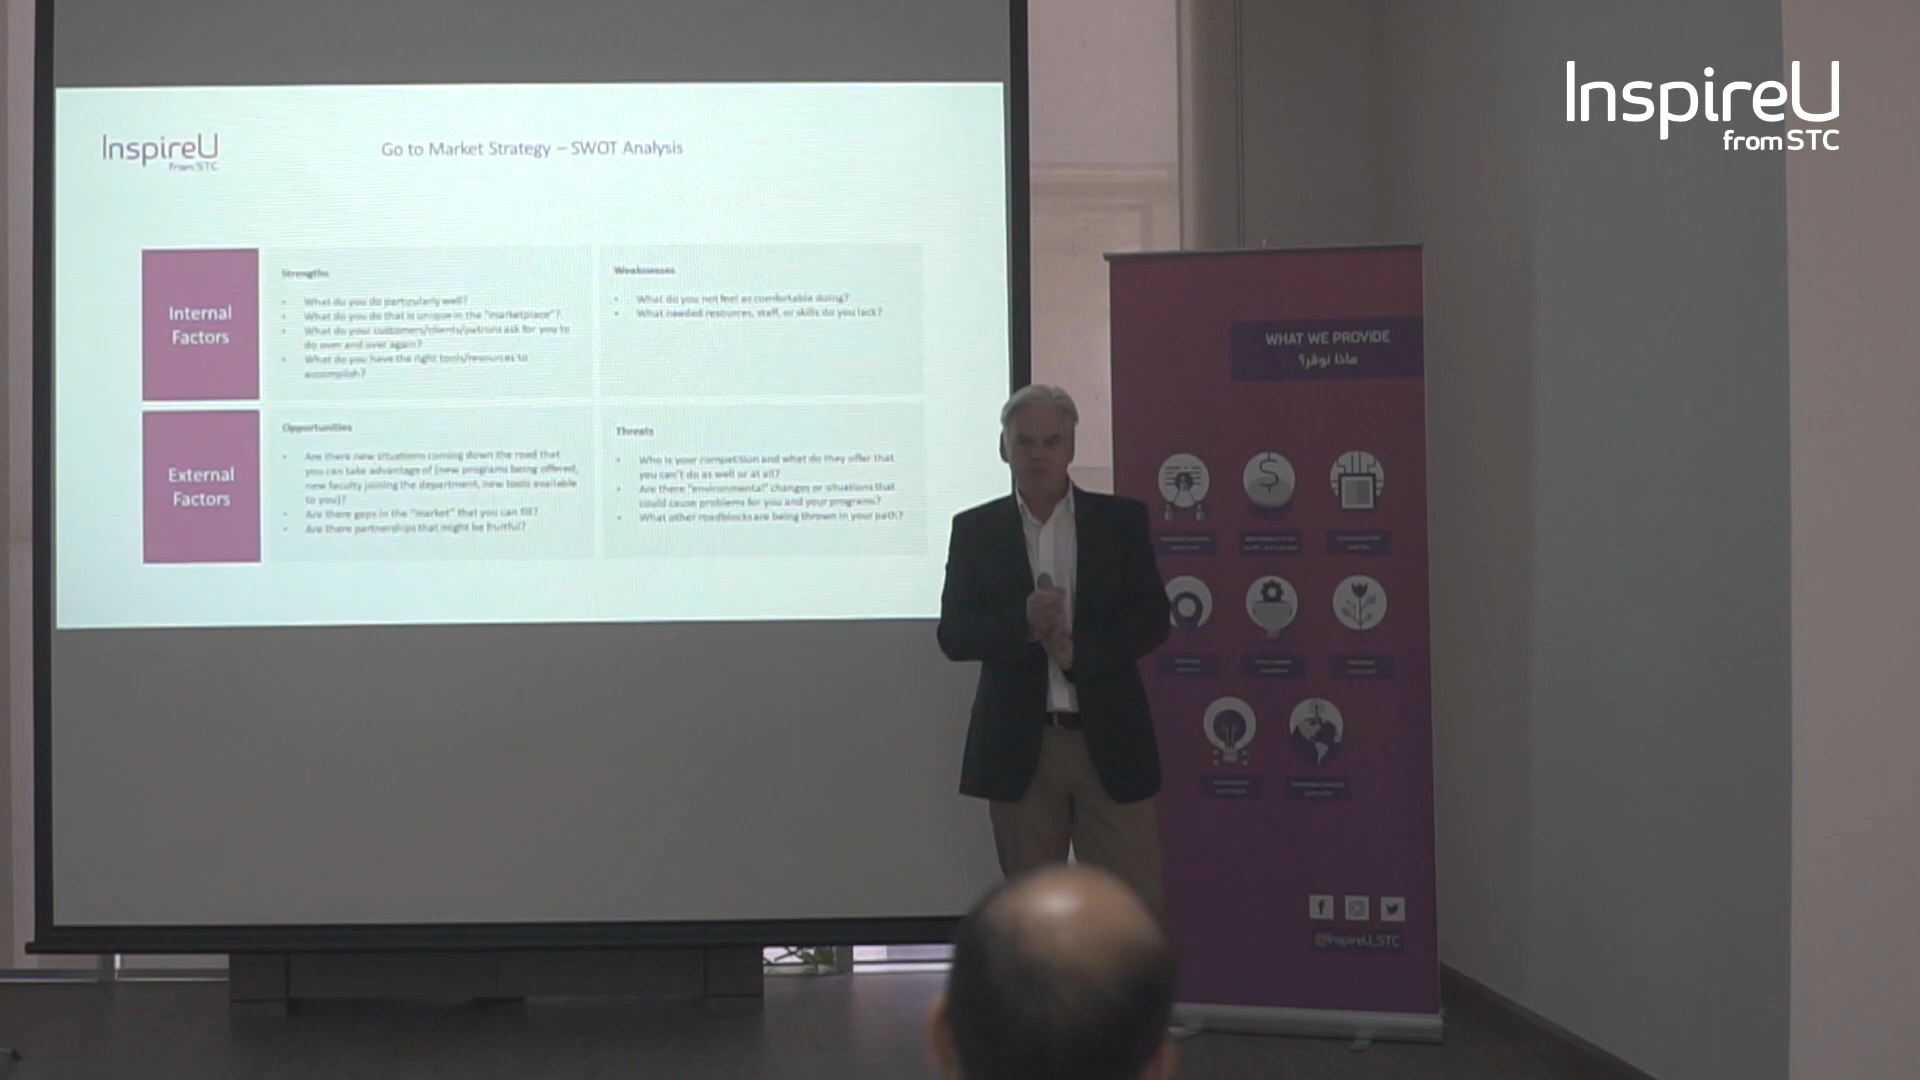 InspireU
from STC
InspireU
from STC
Go to Market Strategy – SWOT Analysis
Internal
Factors
Strengths
• What do you do particularly well?
• What do you do that is unique in the "marketplace"?
• What do your customers/clients/patrons ask for you to
do over and over again?
• What do you have the right tools/resources to
accomplish?
Weaknesses
• What do you not feel as comfortable doing?
• What needed resources, staff, or skills do you lack?
External
Factors
Opportunities
• Are there new situations coming down the road that
you can take advantage of (new programs being offered,
new faculty joining the department, new tools available
to you)?
• Are there gaps in the "market" that you can fill?
• Are there partnerships that might be fruitful?
Threats
• Who is your competition and what do they offer that
you can't do as well or at all?
• Are there "environmental" changes or situations that
could cause problems for you and your programs?
• What other roadblocks are being thrown in your path?
WHAT WE PROVIDE
ماذا نوفر؟
@InspireU_STC